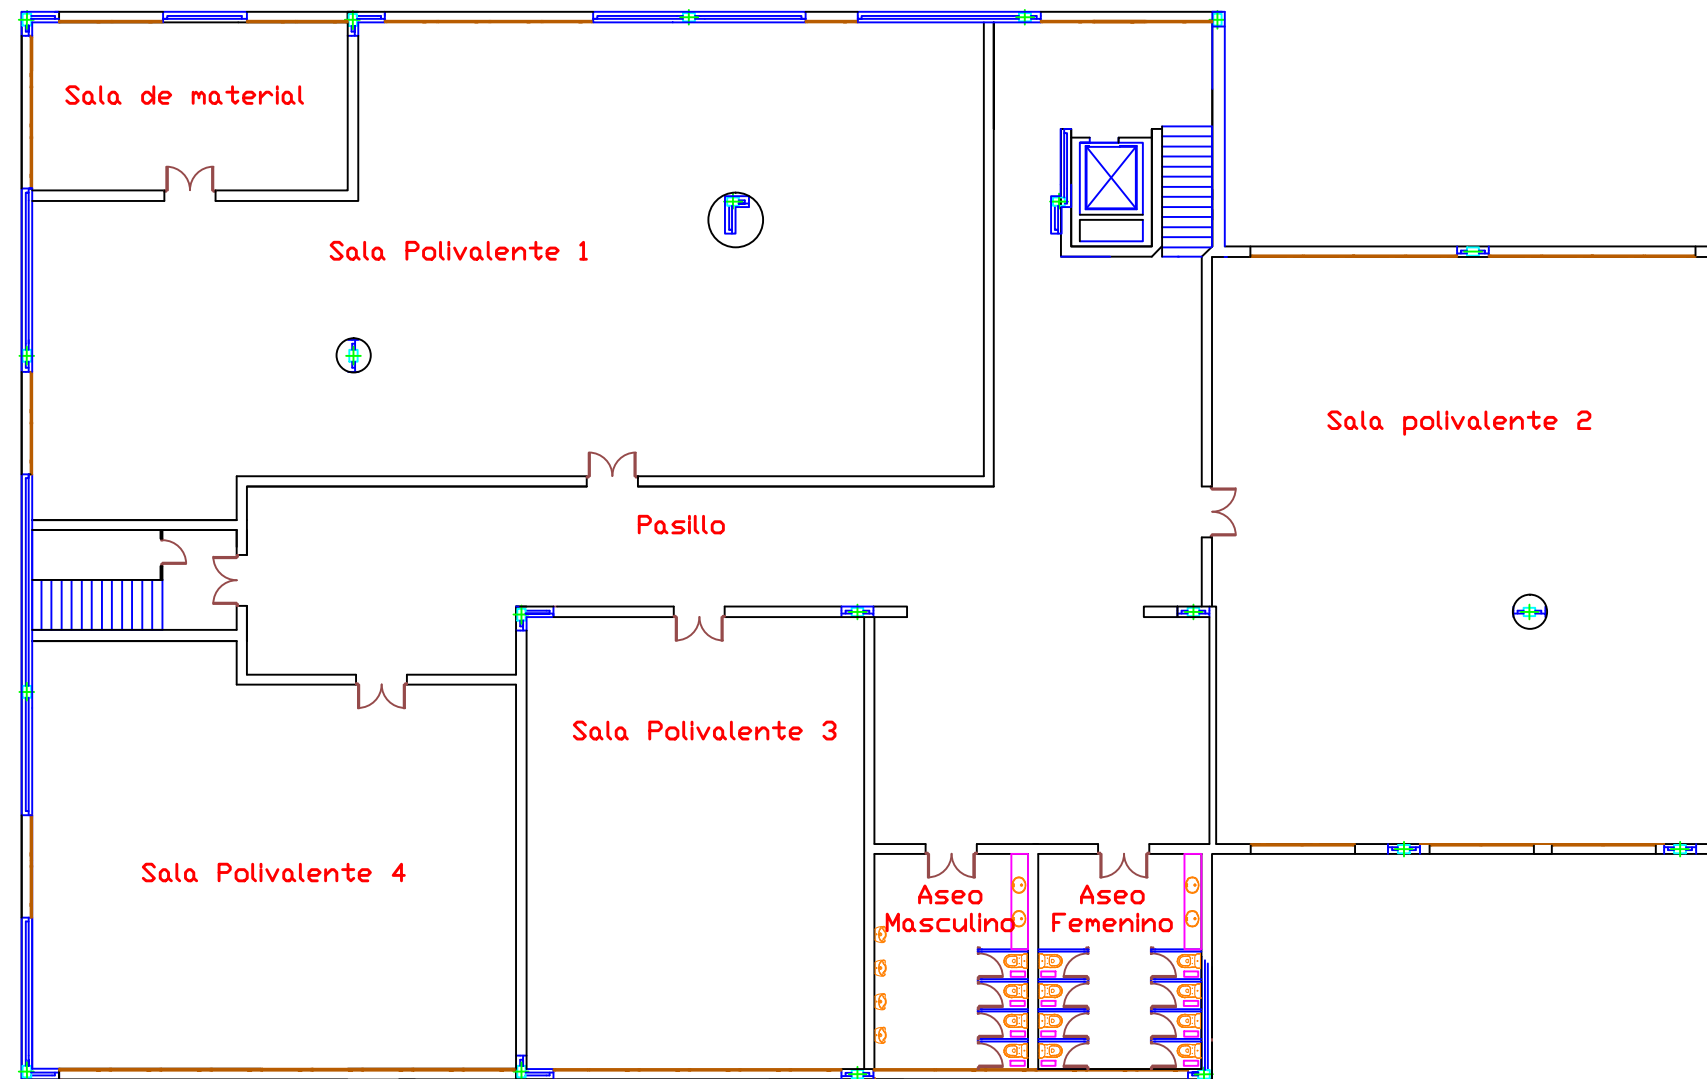 Sala de material
Sala Polivalente 1
Sala polivalente 2
Pasillo
Sala Polivalente 3
Sala Polivalente 4
Aseo
Masculino
Aseo
Femenino